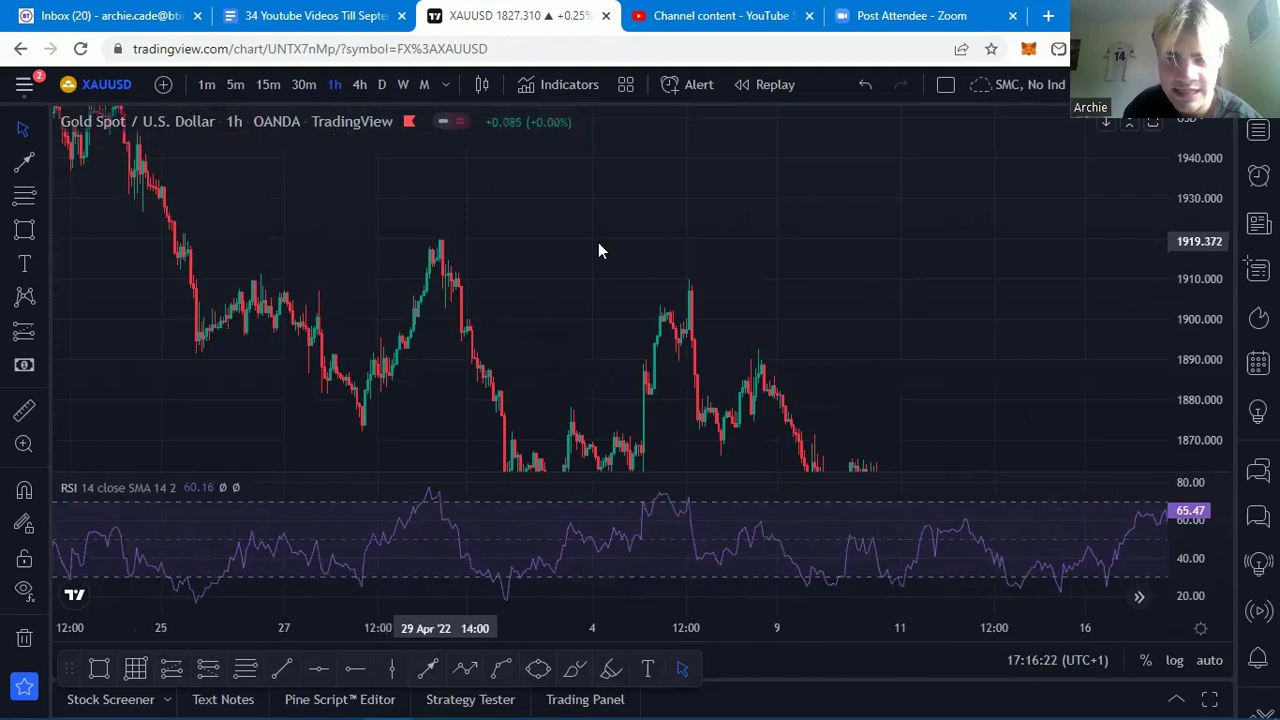 Inbox (20) - archie.cade@bti
34 Youtube Videos Till Septe
XAUUSD 1827.310 ▲ +0.25%
Channel content - YouTube S
Post Attendee - Zoom
tradingview.com/chart/UNTX7nMp/?symbol=FX%3AXAUUSD
2
XAUUSD
1m 5m 15m 30m 1h 4h D W M
Indicators
Alert
Replay
SMC, No Ind
14
Archie
Gold Spot / U.S. Dollar · 1h · OANDA · TradingView
+0.085 (+0.00%)
1940.000
1930.000
1919.372
1910.000
1900.000
1890.000
1880.000
1870.000
RSI 14 close SMA 14 2 60.16 Ø Ø
80.00
65.47
60.00
40.00
20.00
12:00 25 27 12:00 29 Apr '22 14:00 4 12:00 9 11 12:00 16
17:16:22 (UTC+1) % log auto
Stock Screener Text Notes Pine Script™ Editor Strategy Tester Trading Panel